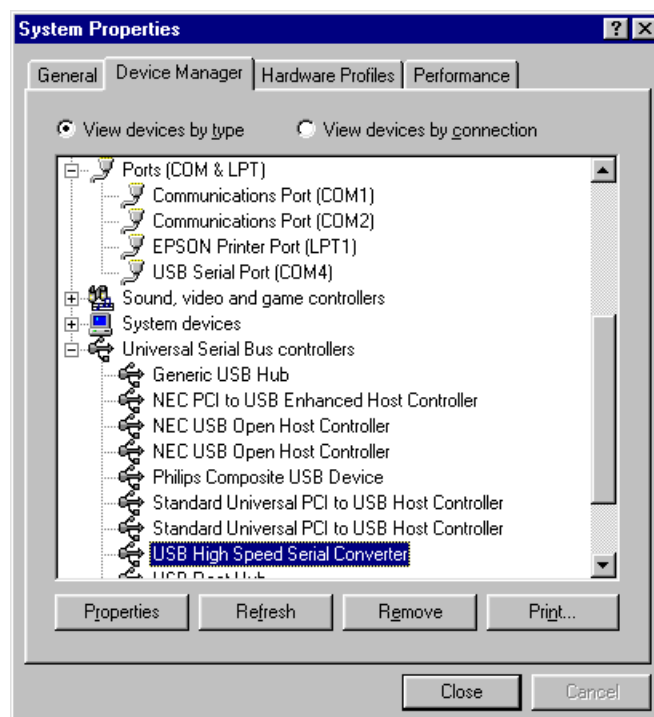 System Properties
General Device Manager Hardware Profiles Performance
View devices by type View devices by connection
Ports (COM & LPT)
Communications Port (COM1)
Communications Port (COM2)
EPSON Printer Port (LPT1)
USB Serial Port (COM4)
Sound, video and game controllers
System devices
Universal Serial Bus controllers
Generic USB Hub
NEC PCI to USB Enhanced Host Controller
NEC USB Open Host Controller
NEC USB Open Host Controller
Philips Composite USB Device
Standard Universal PCI to USB Host Controller
Standard Universal PCI to USB Host Controller
USB High Speed Serial Converter
USB Root Hub
Properties Refresh Remove Print...
Close Cancel